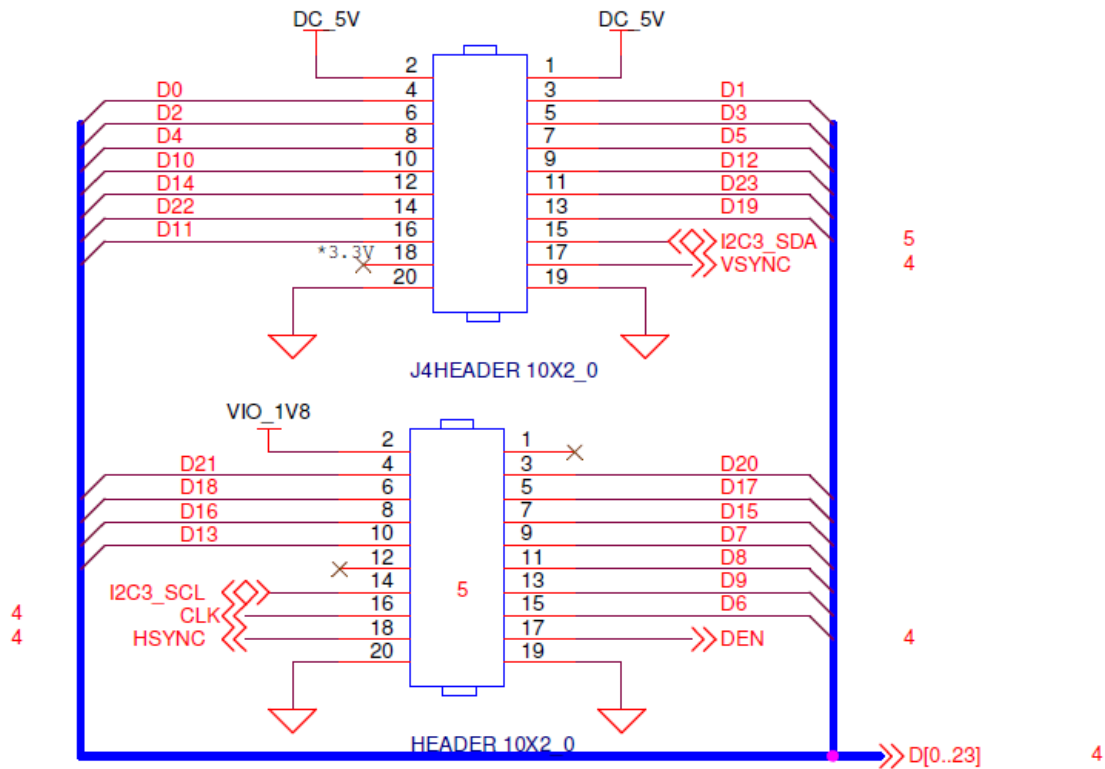 DC_5V DC_5V
2 1
D0 4 3 D1
D2 6 5 D3
D4 8 7 D5
D10 10 9 D12
D14 12 11 D23
D22 14 13 D19
D11 16 15 I2C3_SDA 5
*3.3V 18 17 VSYNC 4
20 19
J4HEADER 10X2_0
VIO_1V8
2 1
D21 4 3 D20
D18 6 5 D17
D16 8 7 D15
D13 10 9 D7
12 11 D8
I2C3_SCL 14 5 13 D9
4 CLK 16 15 D6
4 HSYNC 18 17 DEN 4
20 19
HEADER 10X2_0
D[0..23] 4